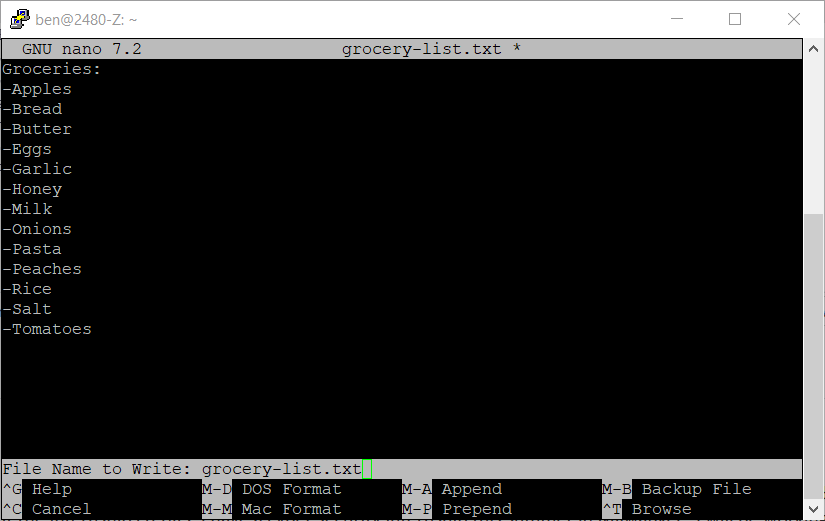 ben@2480-Z: ~
GNU nano 7.2 grocery-list.txt *
Groceries:
-Apples
-Bread
-Butter
-Eggs
-Garlic
-Honey
-Milk
-Onions
-Pasta
-Peaches
-Rice
-Salt
-Tomatoes
File Name to Write: grocery-list.txt
^G Help M-D DOS Format M-A Append M-B Backup File
^C Cancel M-M Mac Format M-P Prepend ^T Browse